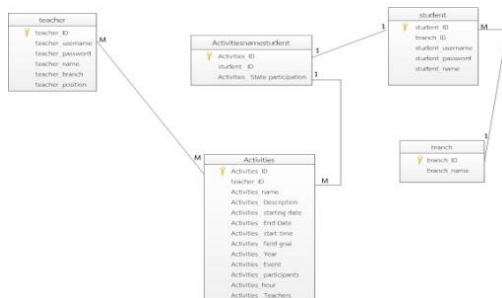 teacher
teacher_ID
teacher_username
teacher_password
teacher_name
teacher_branch
teacher_position
M
Activitiesnamestudent
Activities_ID
student_ID
Activities_State participation
1
1
student
student_ID
branch_ID
student_username
student_password
student_name
1
M
branch
branch_ID
branch_name
1
Activities
Activities_ID
teacher_ID
Activities_name
Activities_Description
Activities_starting date
Activities_End Date
Activities_start time
Activities_field goal
Activities_Year
Activities_Event
Activities_participants
Activities_hour
Activities_Teachers
M
M